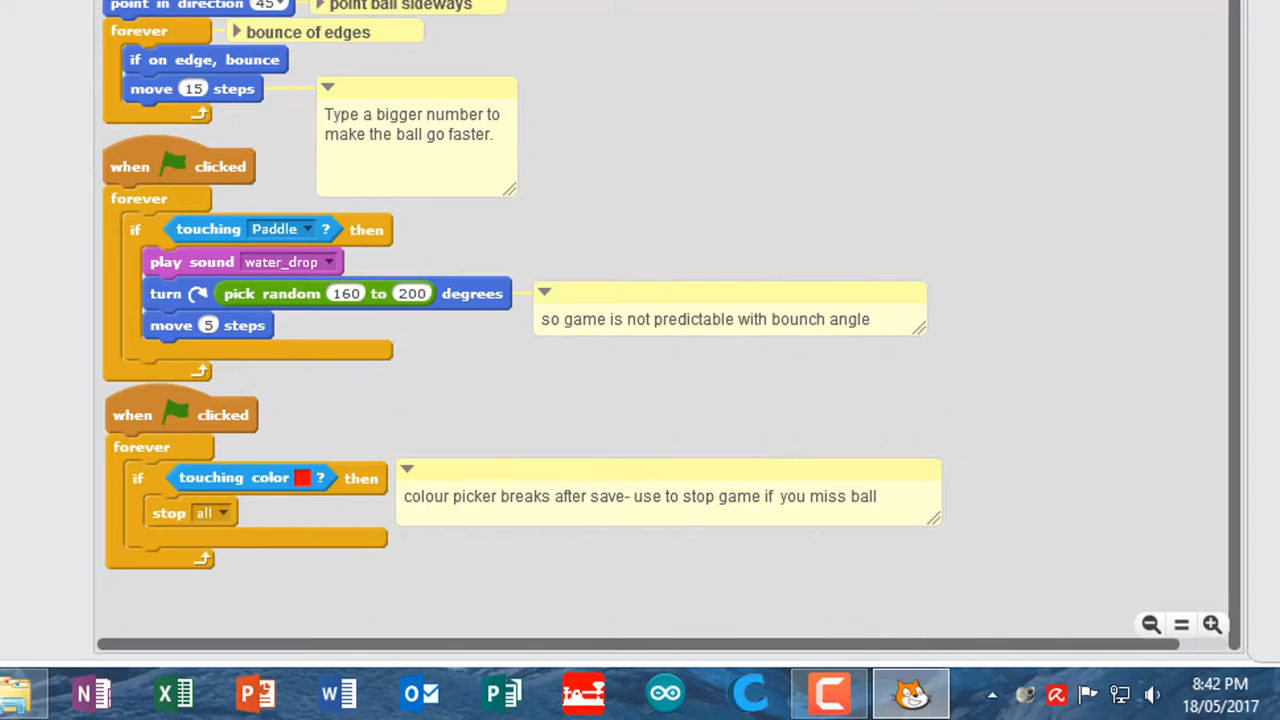 point in direction 45
point ball sideways
forever
bounce of edges
if on edge, bounce
move 15 steps
Type a bigger number to
make the ball go faster.
when clicked
forever
if touching Paddle ? then
play sound water_drop
turn pick random 160 to 200 degrees
so game is not predictable with bounch angle
move 5 steps
when clicked
forever
if touching color ? then
colour picker breaks after save- use to stop game if you miss ball
stop all
8:42 PM
18/05/2017